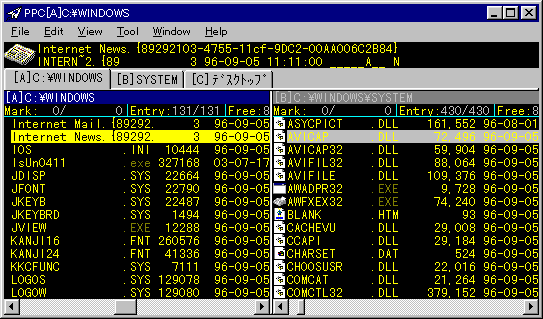 PPC[A]C:¥WINDOWS
File Edit View Tool Window Help
Internet News. {89292103-4755-11cf-9DC2-00AA006C2B84}
INTERN~2. {89 3 96-09-05 11:11:00 _____A__ N
[A]C:¥WINDOWS [B]SYSTEM [C]デスクトップ
[A]C:¥WINDOWS
Mark: 0/ 0 Entry:131/131 Free:8
Internet Mail. {89292. 3 96-09-05
Internet News. {89292. 3 96-09-05
IOS .INI 10444 96-09-05
IsUn0411 .exe 327168 03-07-17
JDISP .SYS 22664 96-09-05
JFONT .SYS 22790 96-09-05
JKEYB .SYS 22487 96-09-05
JKEYBRD .SYS 1494 96-09-05
JVIEW .EXE 12288 96-09-05
KANJI16 .FNT 260576 96-09-05
KANJI24 .FNT 41336 96-09-05
KKCFUNC .SYS 7111 96-09-05
LOGOS .SYS 129078 96-09-05
LOGOW .SYS 129080 96-09-05
[B]C:¥WINDOWS¥SYSTEM
Mark: 0/ 0 Entry:430/430 Free:8
ASYCPICT .DLL 161,552 96-08-01
AVICAP .DLL 72,496 96-09-05
AVICAP32 .DLL 59,904 96-09-05
AVIFIL32 .DLL 88,064 96-09-05
AVIFILE .DLL 109,376 96-09-05
AWADPR32 .EXE 9,728 96-09-05
AWFXEX32 .EXE 74,240 96-09-05
BLANK .HTM 93 96-09-05
CACHEVU .DLL 29,008 96-09-05
CCAPI .DLL 29,184 96-09-05
CHARSET .DAT 524 96-09-05
CHOOSUSR .DLL 22,016 96-09-05
COMCAT .DLL 21,264 96-09-05
COMCTL32 .DLL 379,152 96-09-05